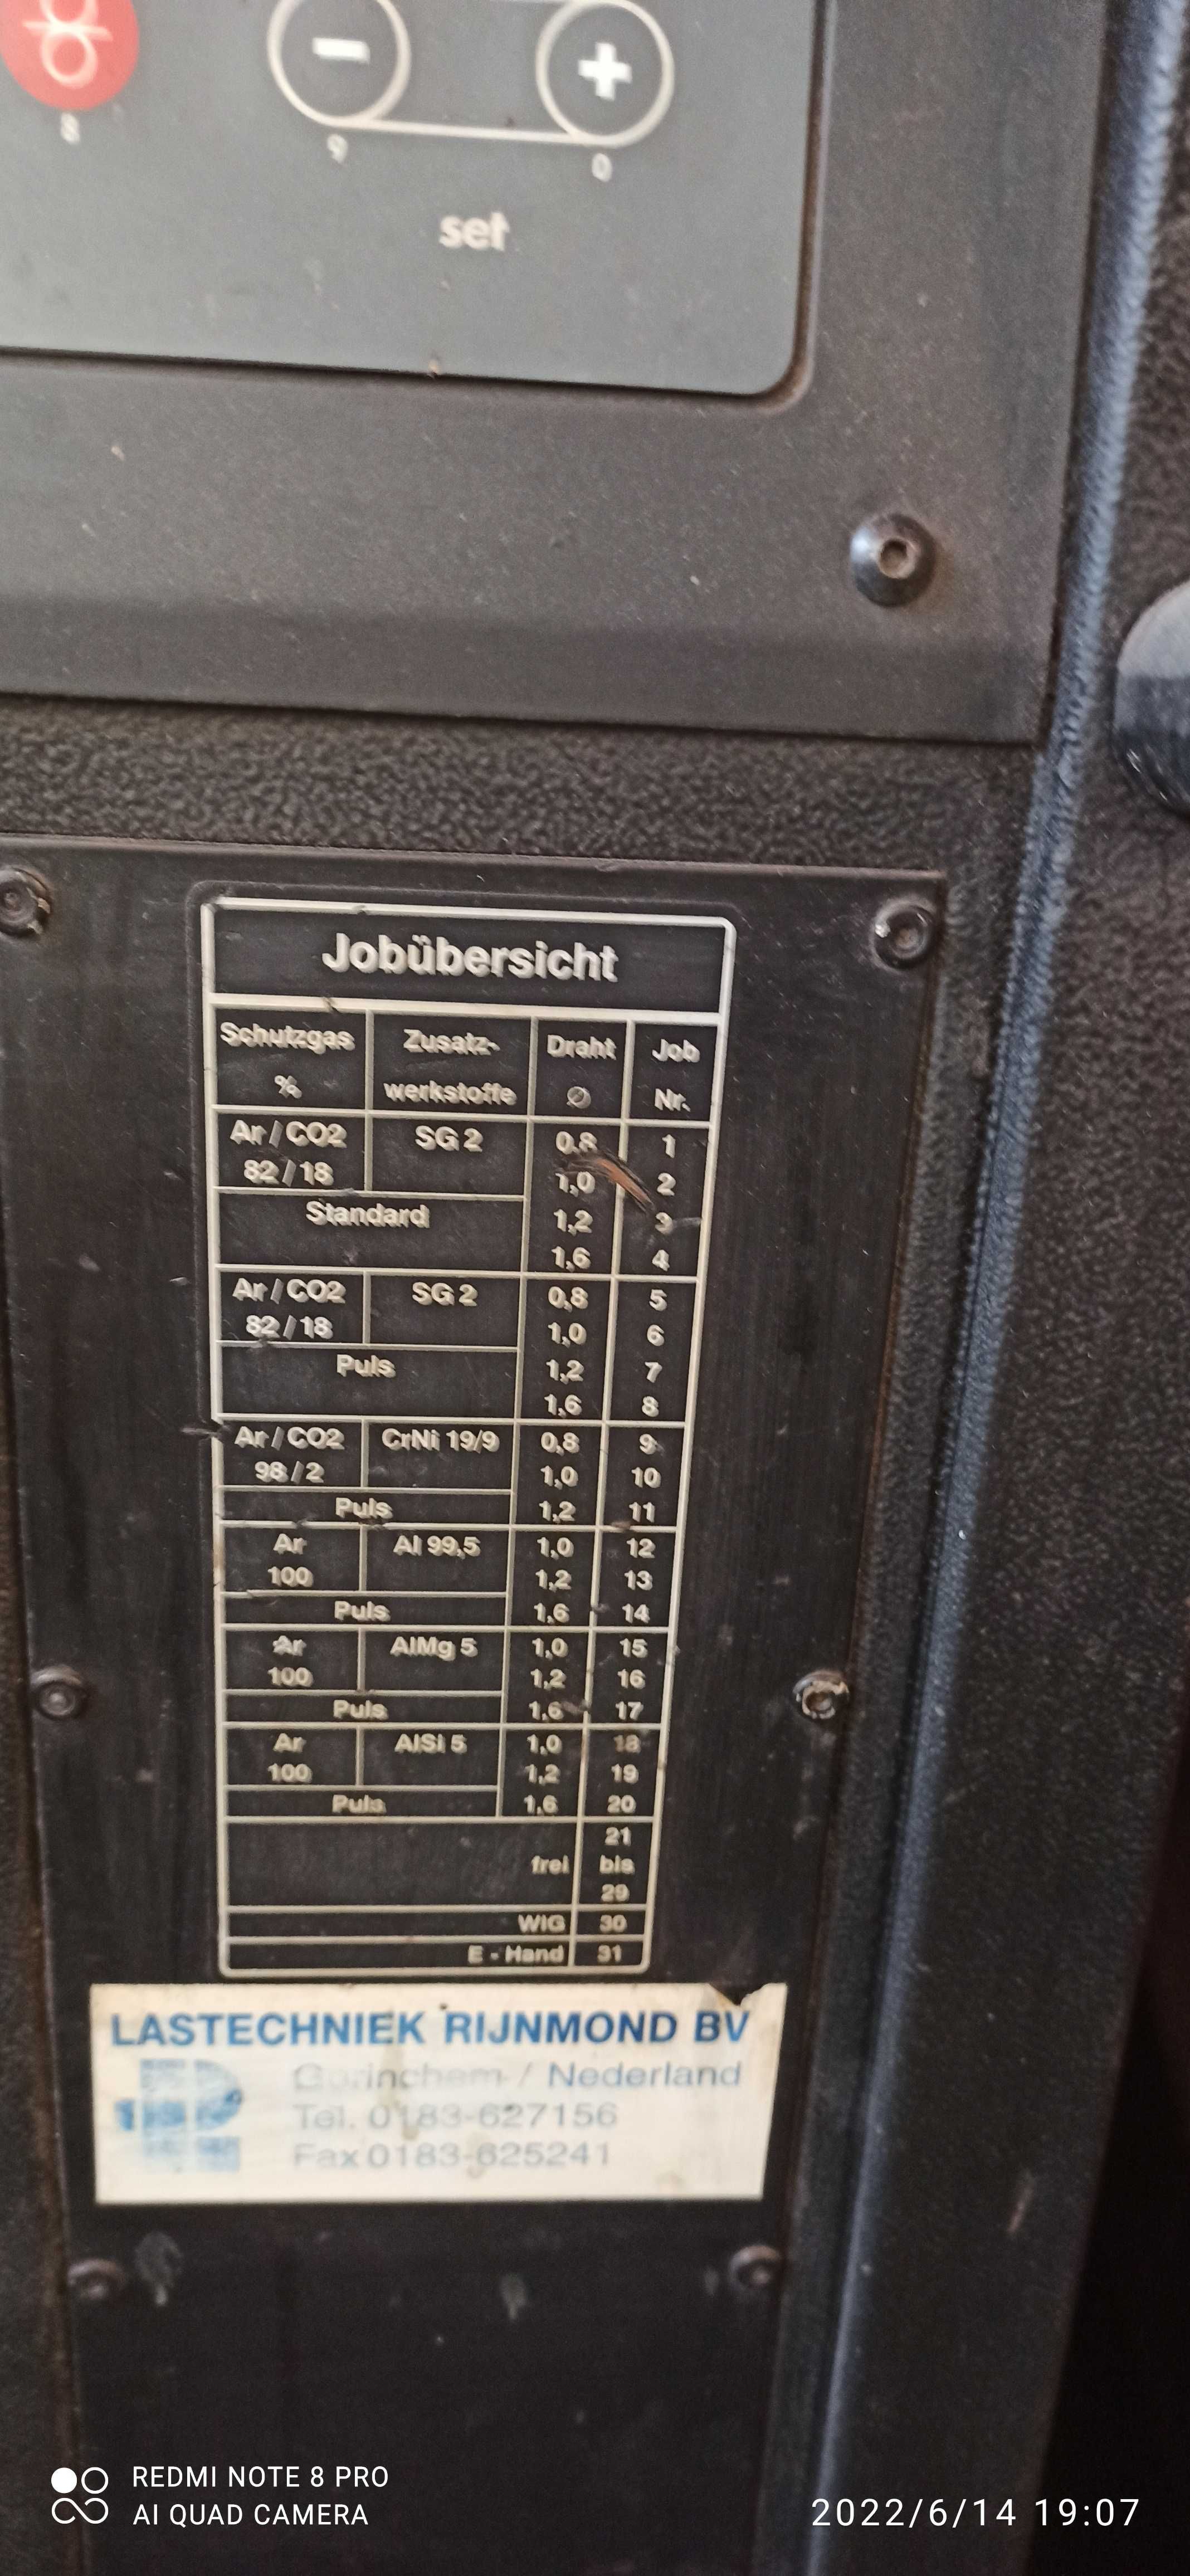 8
9
0
set
Jobübersicht
Schutzgas Zusatz- Draht Job
% werkstoffe Ø Nr.
Ar / CO2 SG 2 0,8 1
82 / 18 1,0 2
Standard 1,2 3
1,6 4
Ar / CO2 SG 2 0,8 5
82 / 18 1,0 6
Puls 1,2 7
1,6 8
Ar / CO2 CrNi 19/9 0,8 9
98 / 2 1,0 10
Puls 1,2 11
Ar Al 99,5 1,0 12
100 1,2 13
Puls 1,6 14
Ar AlMg 5 1,0 15
100 1,2 16
Puls 1,6 17
Ar AlSi 5 1,0 18
100 1,2 19
Puls 1,6 20
21
frei bis
29
WIG 30
E - Hand 31
LASTECHNIEK RIJNMOND BV
Gorinchem / Nederland
Tel. 0183-627156
Fax 0183-625241
REDMI NOTE 8 PRO
AI QUAD CAMERA
2022/6/14 19:07